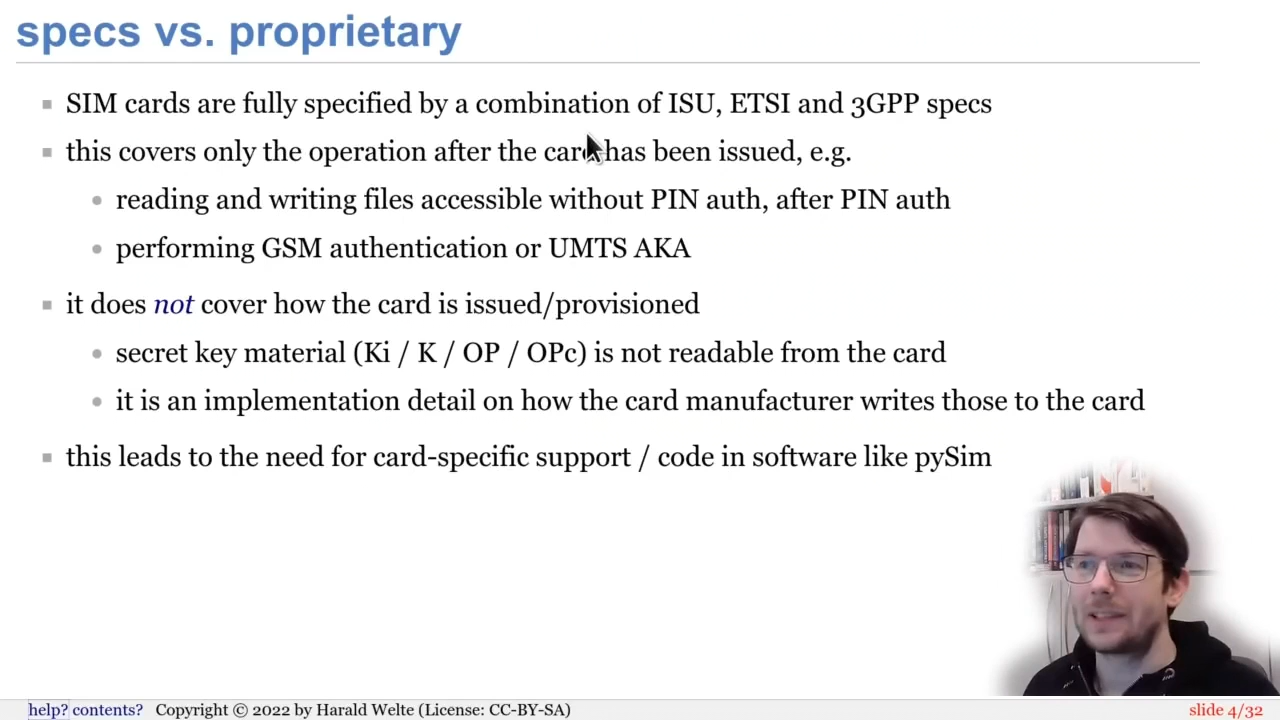 specs vs. proprietary
SIM cards are fully specified by a combination of ISU, ETSI and 3GPP specs
this covers only the operation after the card has been issued, e.g.
reading and writing files accessible without PIN auth, after PIN auth
performing GSM authentication or UMTS AKA
it does not cover how the card is issued/provisioned
secret key material (Ki / K / OP / OPc) is not readable from the card
it is an implementation detail on how the card manufacturer writes those to the card
this leads to the need for card-specific support / code in software like pySim
help? contents? Copyright © 2022 by Harald Welte (License: CC-BY-SA) slide 4/32